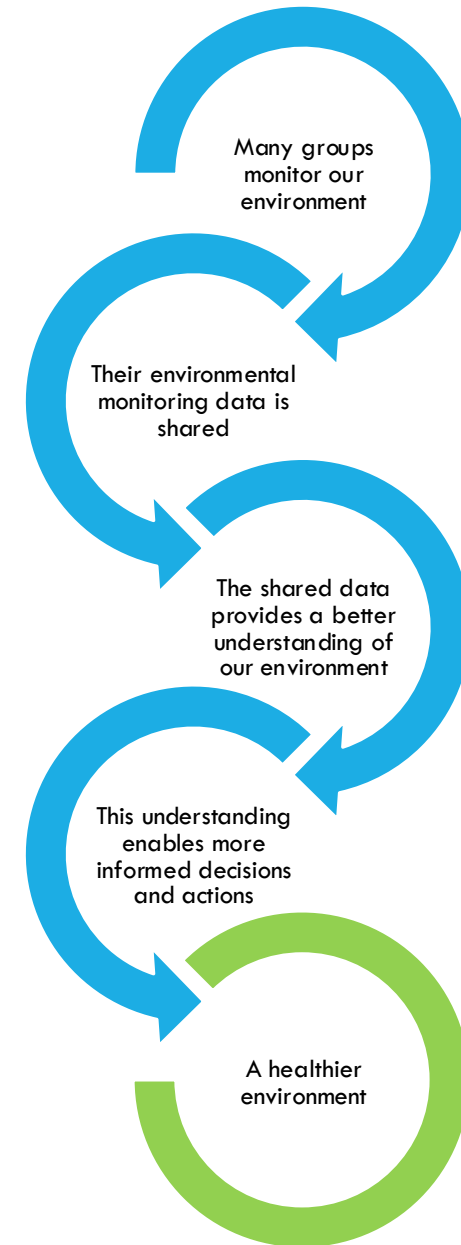 Many groups
monitor our
environment
Their environmental
monitoring data is
shared
The shared data
provides a better
understanding of
our environment
This understanding
enables more
informed decisions
and actions
A healthier
environment